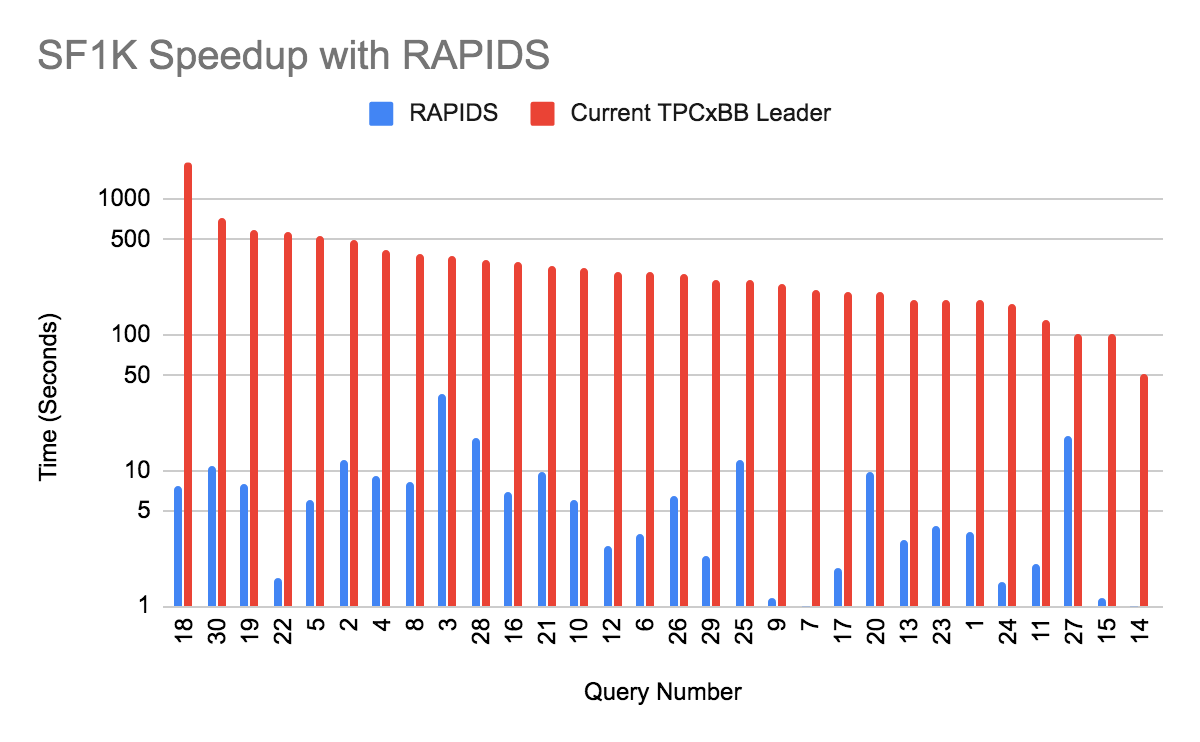 SF1K Speedup with RAPIDS
RAPIDS Current TPCxBB Leader
1000
500
100
50
10
5
1
Time (Seconds)
18 30 19 22 5 2 4 8 3 28 16 21 10 12 6 26 29 25 9 7 17 20 13 23 1 24 11 27 15 14
Query Number